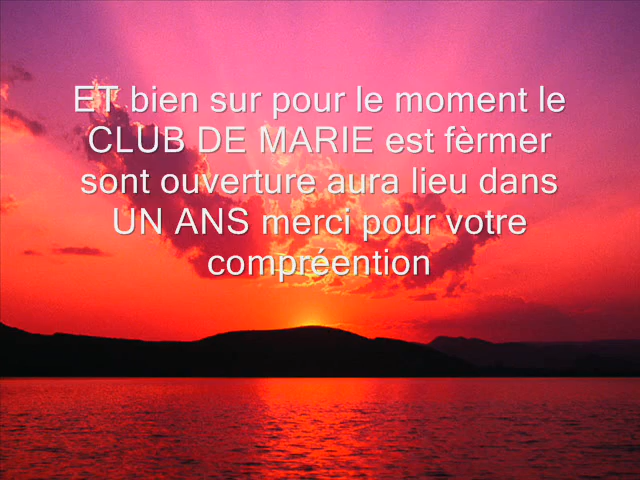 ET bien sur pour le moment le
CLUB DE MARIE est fèrmer
sont ouverture aura lieu dans
UN ANS merci pour votre
compréention